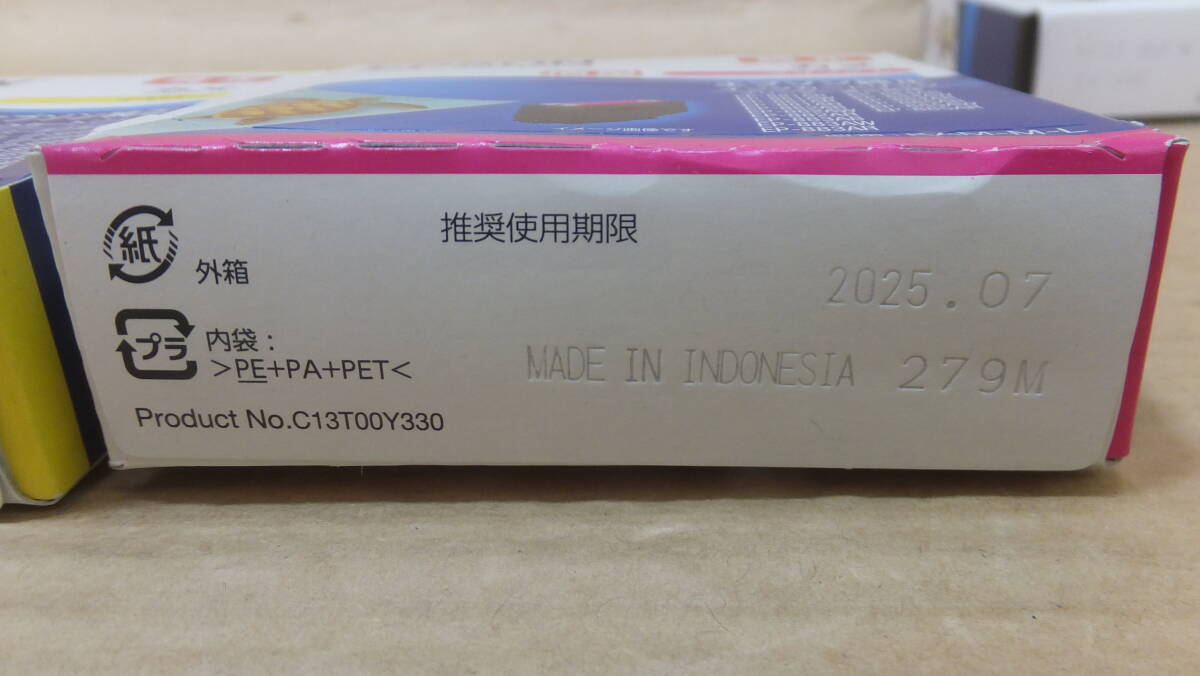 推奨使用期限
2025.07
紙
外箱
プラ
内袋：
>PE+PA+PET<
MADE IN INDONESIA 279M
Product No.C13T00Y330